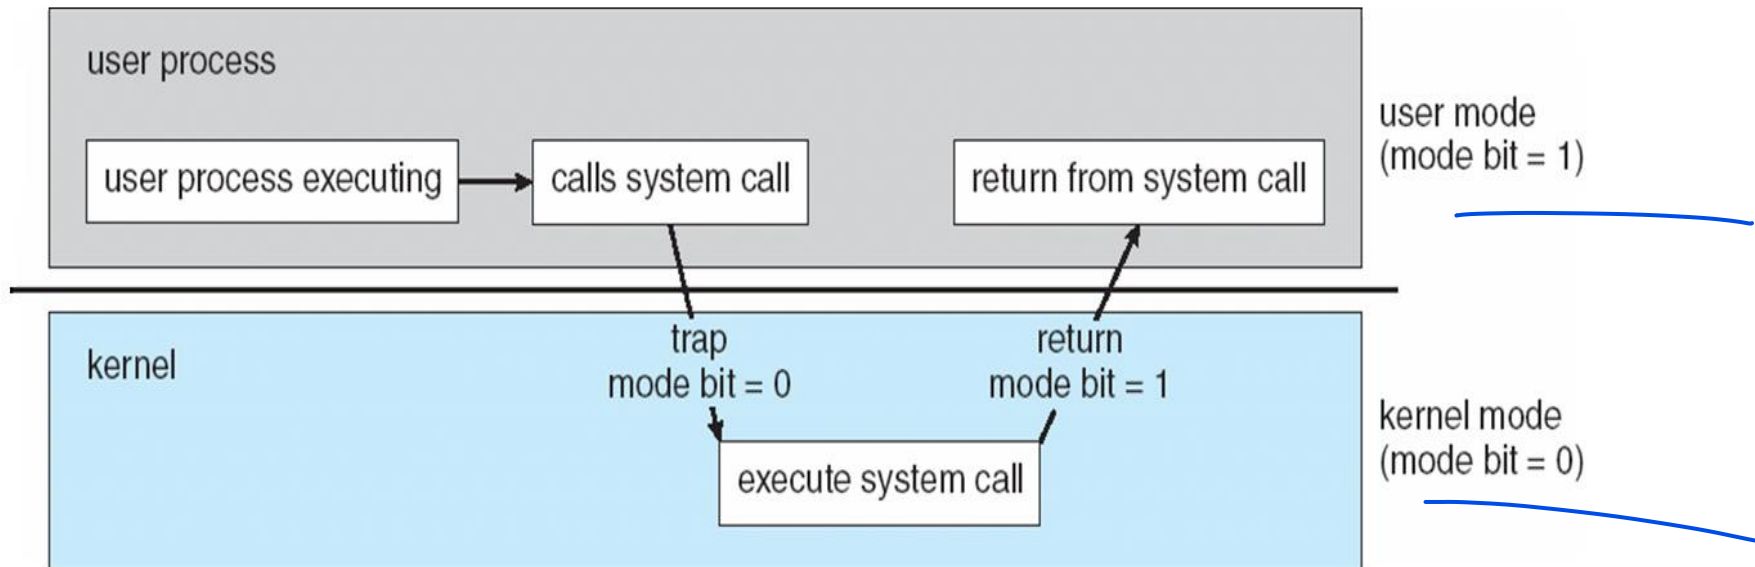 user process
user process executing
calls system call
return from system call
user mode
(mode bit = 1)
kernel
trap
mode bit = 0
return
mode bit = 1
execute system call
kernel mode
(mode bit = 0)